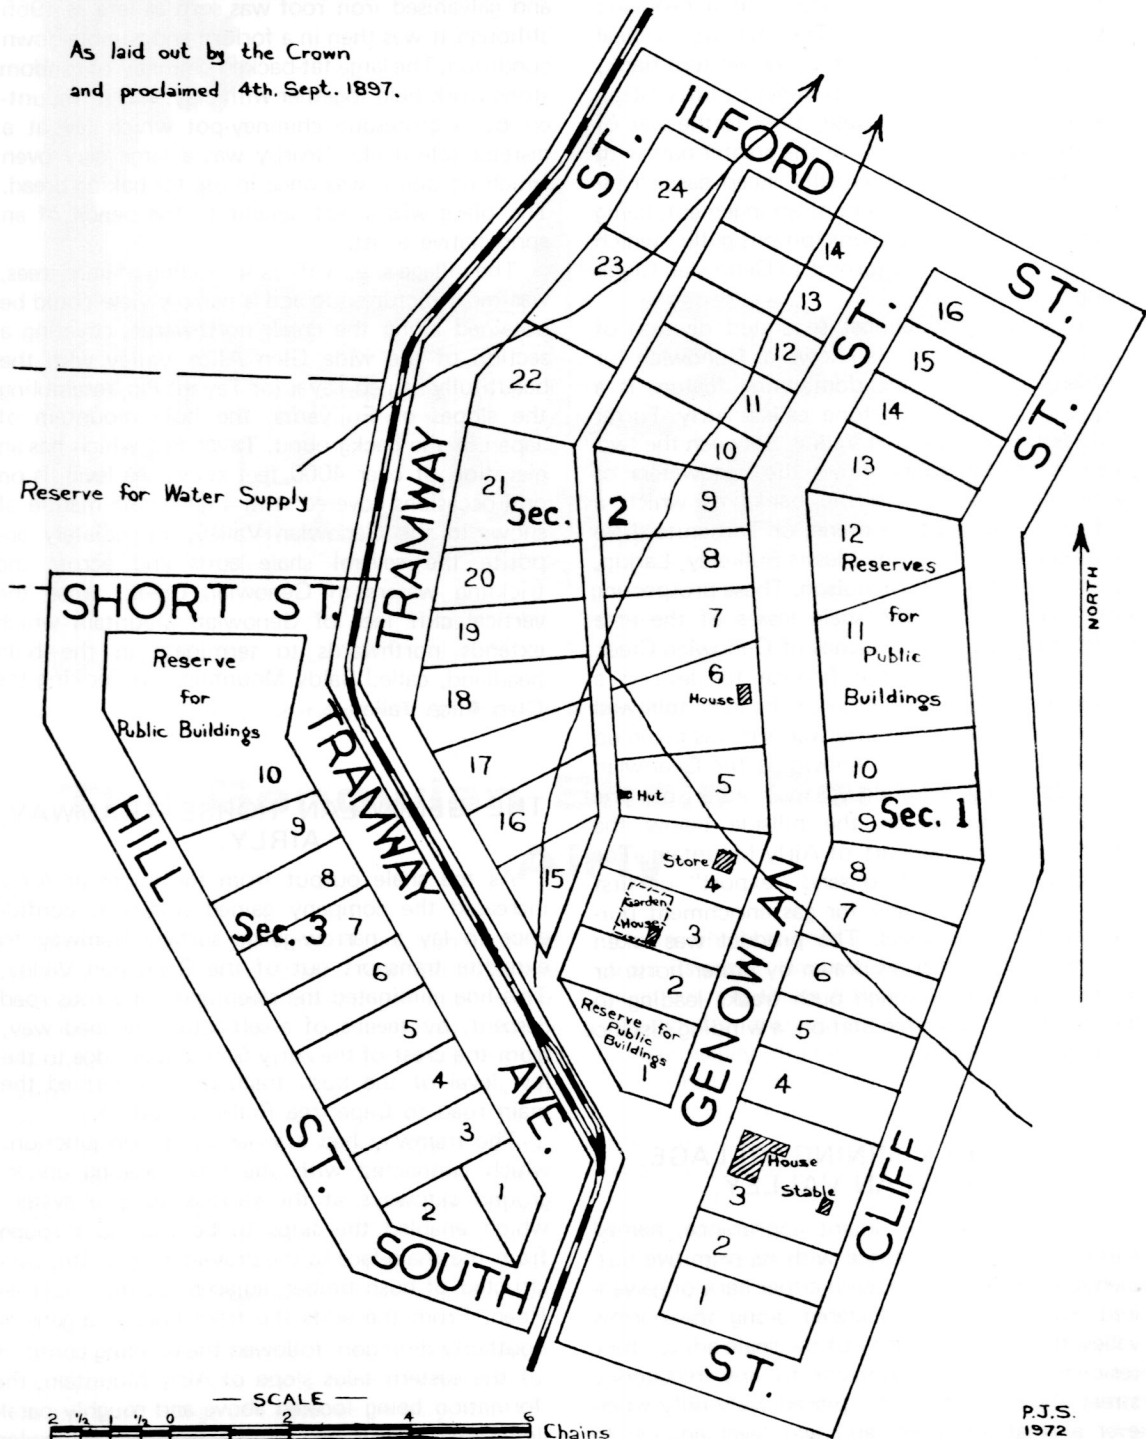 As laid out by the Crown
and proclaimed 4th. Sept. 1897.
ILFORD ST.
ST.
24
23
22
21
Sec. 2
20
19
18
17
16
15
14
13
12
11
10
9
8
7
6
House
5
Hut
Store
4
Garden
House
3
2
Reserve for
Public
Buildings
1
ST.
16
15
14
13
12
Reserves
for
11
Public
Buildings
10
9
Sec. 1
8
7
6
5
4
House
Stable
3
2
1
GENOWLAN
ST.
CLIFF
ST.
NORTH
Reserve for Water Supply
TRAMWAY
SHORT ST.
Reserve
for
Public Buildings
10
9
8
Sec. 3
7
6
5
4
3
2
1
HILL
ST.
TRAMWAY
TRAMWAY
AVE.
SOUTH
ST.
SCALE
2 1½ 1 ½ 0 2 4 6
Chains
P.J.S.
1972